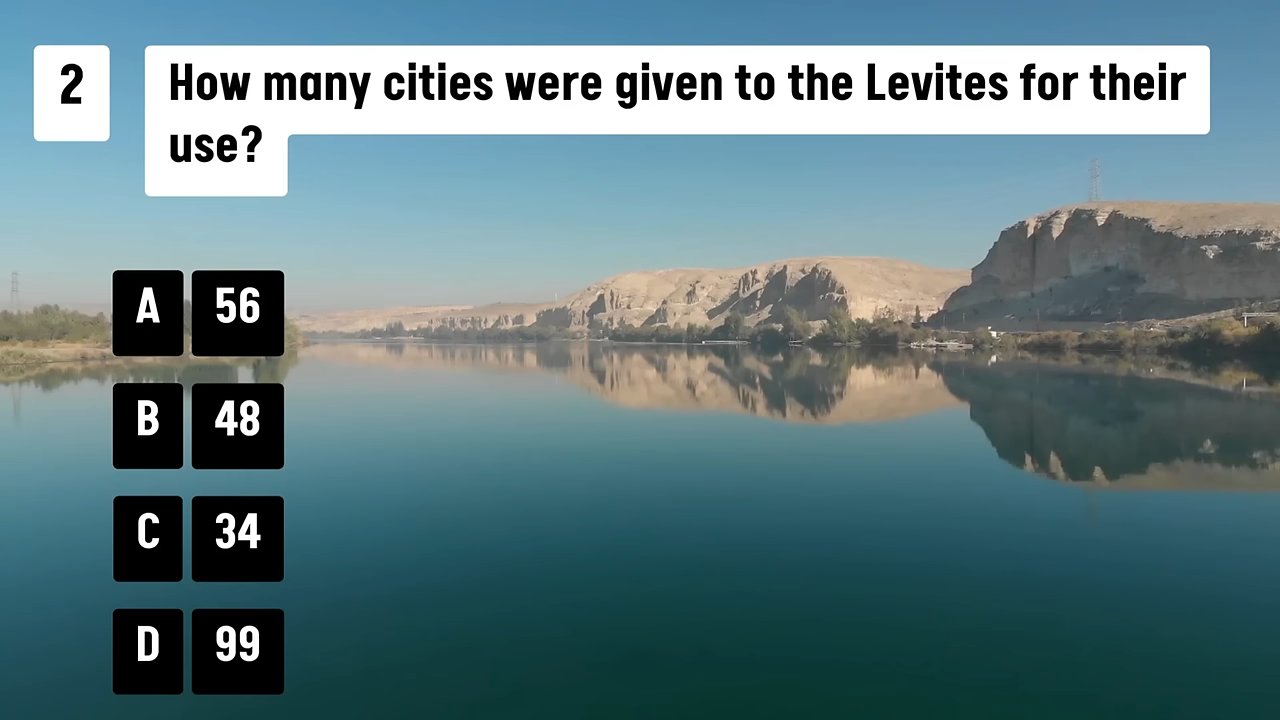 2
How many cities were given to the Levites for their
use?
A 56
B 48
C 34
D 99